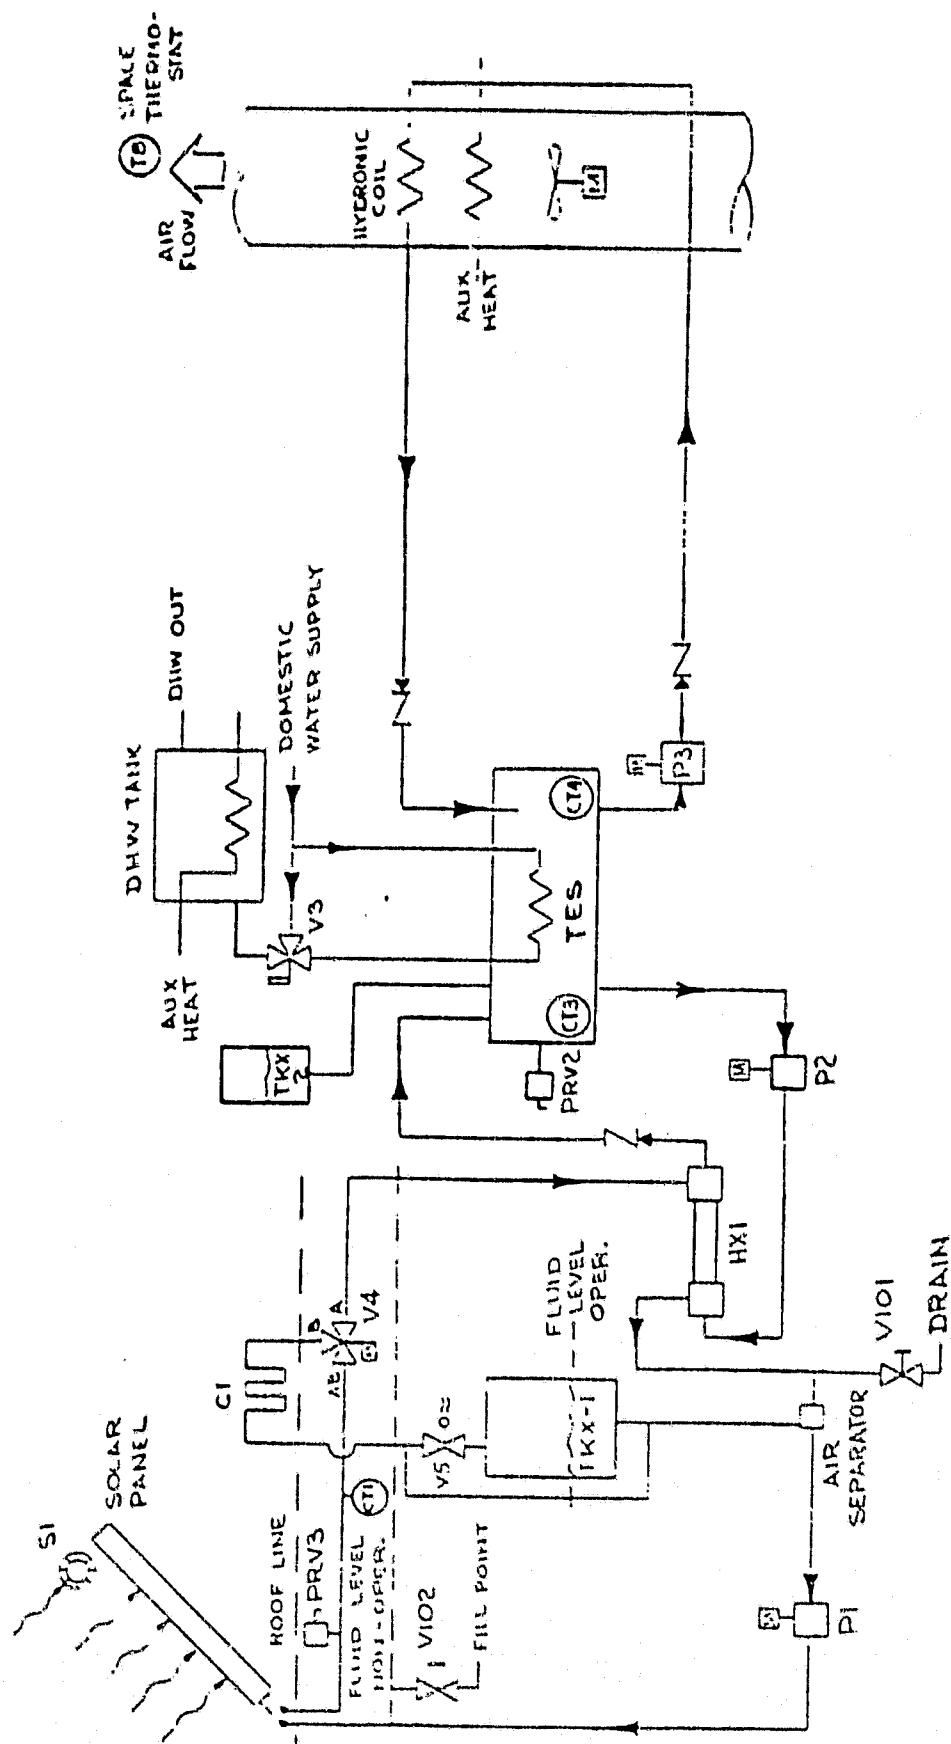 T8
SPACE
THERMO-
STAT
AIR
FLOW
HYDRONIC
COIL
AUX
HEAT
M
DHW TANK
DHW OUT
AUX
HEAT
DOMESTIC
WATER SUPPLY
V3
TKX
2
TES
CT3
CT4
PRV2
M
P3
M
P2
HX1
C1
B
A
AB
V4
M
S1
SOLAR
PANEL
ROOF LINE
PRV3
CT1
FLUID LEVEL
NON-OPER.
V5
V102
FILL POINT
TKX-1
FLUID
LEVEL
OPER.
AIR
SEPARATOR
V101
DRAIN
M
P1